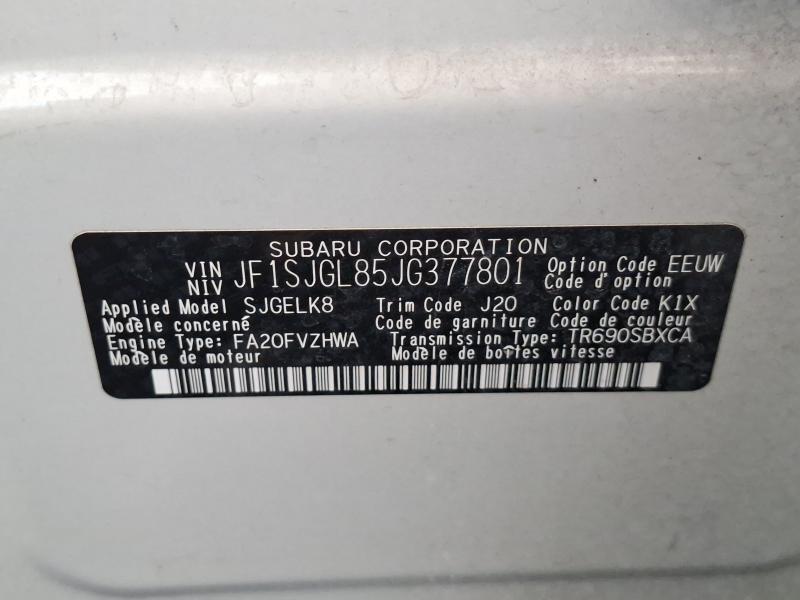 SUBARU CORPORATION
VIN NIV JF1SJGL85JG377801 Option Code Code d'option EEUW
Applied Model SJGELK8 Trim Code J20 Color Code K1X
Modèle concerné Code de garniture Code de couleur
Engine Type: FA20FVZHWA Transmission Type: TR690SBXCA
Modèle de moteur Modèle de boîtes vitesse